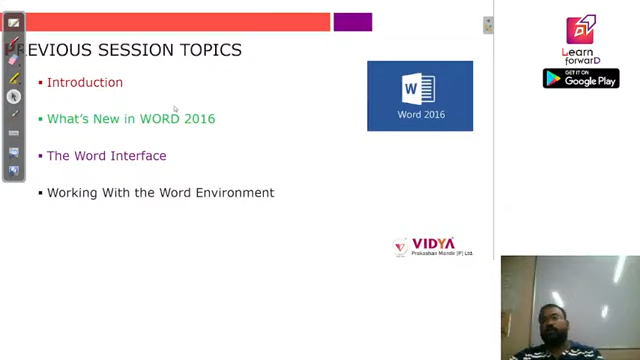 PREVIOUS SESSION TOPICS
Introduction
What's New in WORD 2016
The Word Interface
Working With the Word Environment
W
Word 2016
VIDYA
Prakashan Mandir (P) Ltd.
Learn
forwarD
GET IT ON
Google Play